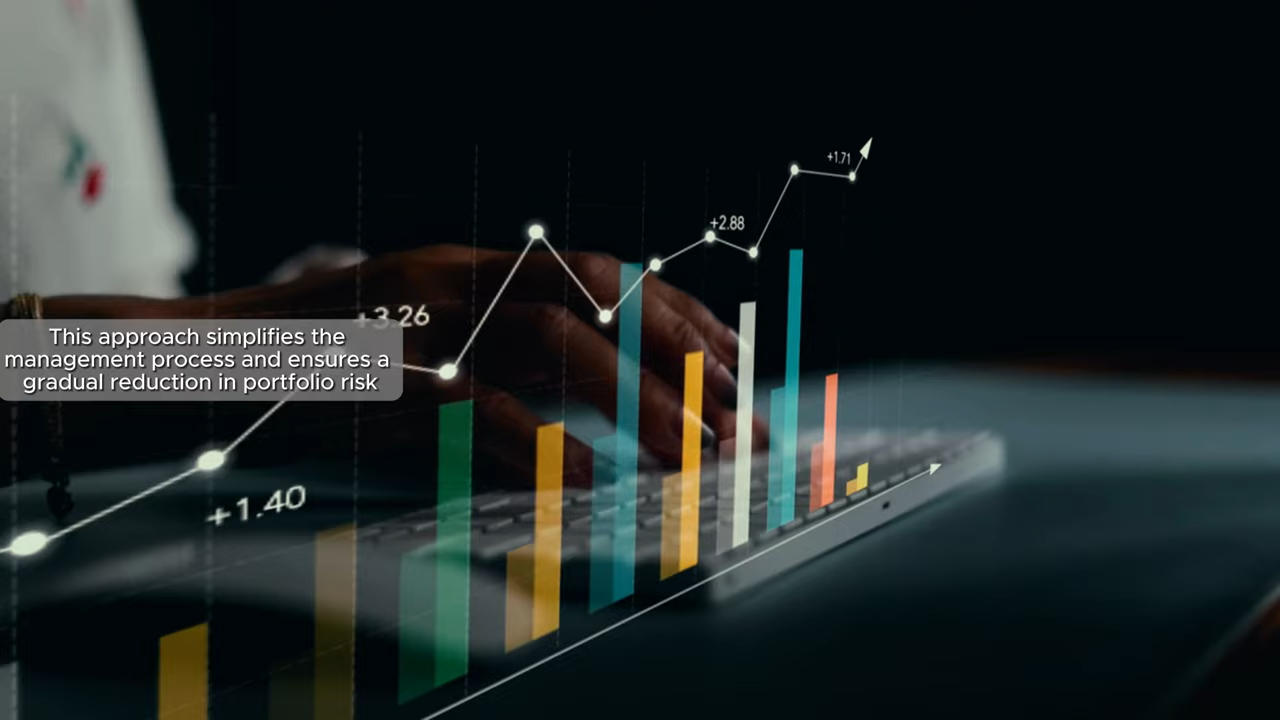 +1.71
+2.88
+3.26
This approach simplifies the
management process and ensures a
gradual reduction in portfolio risk
+1.40